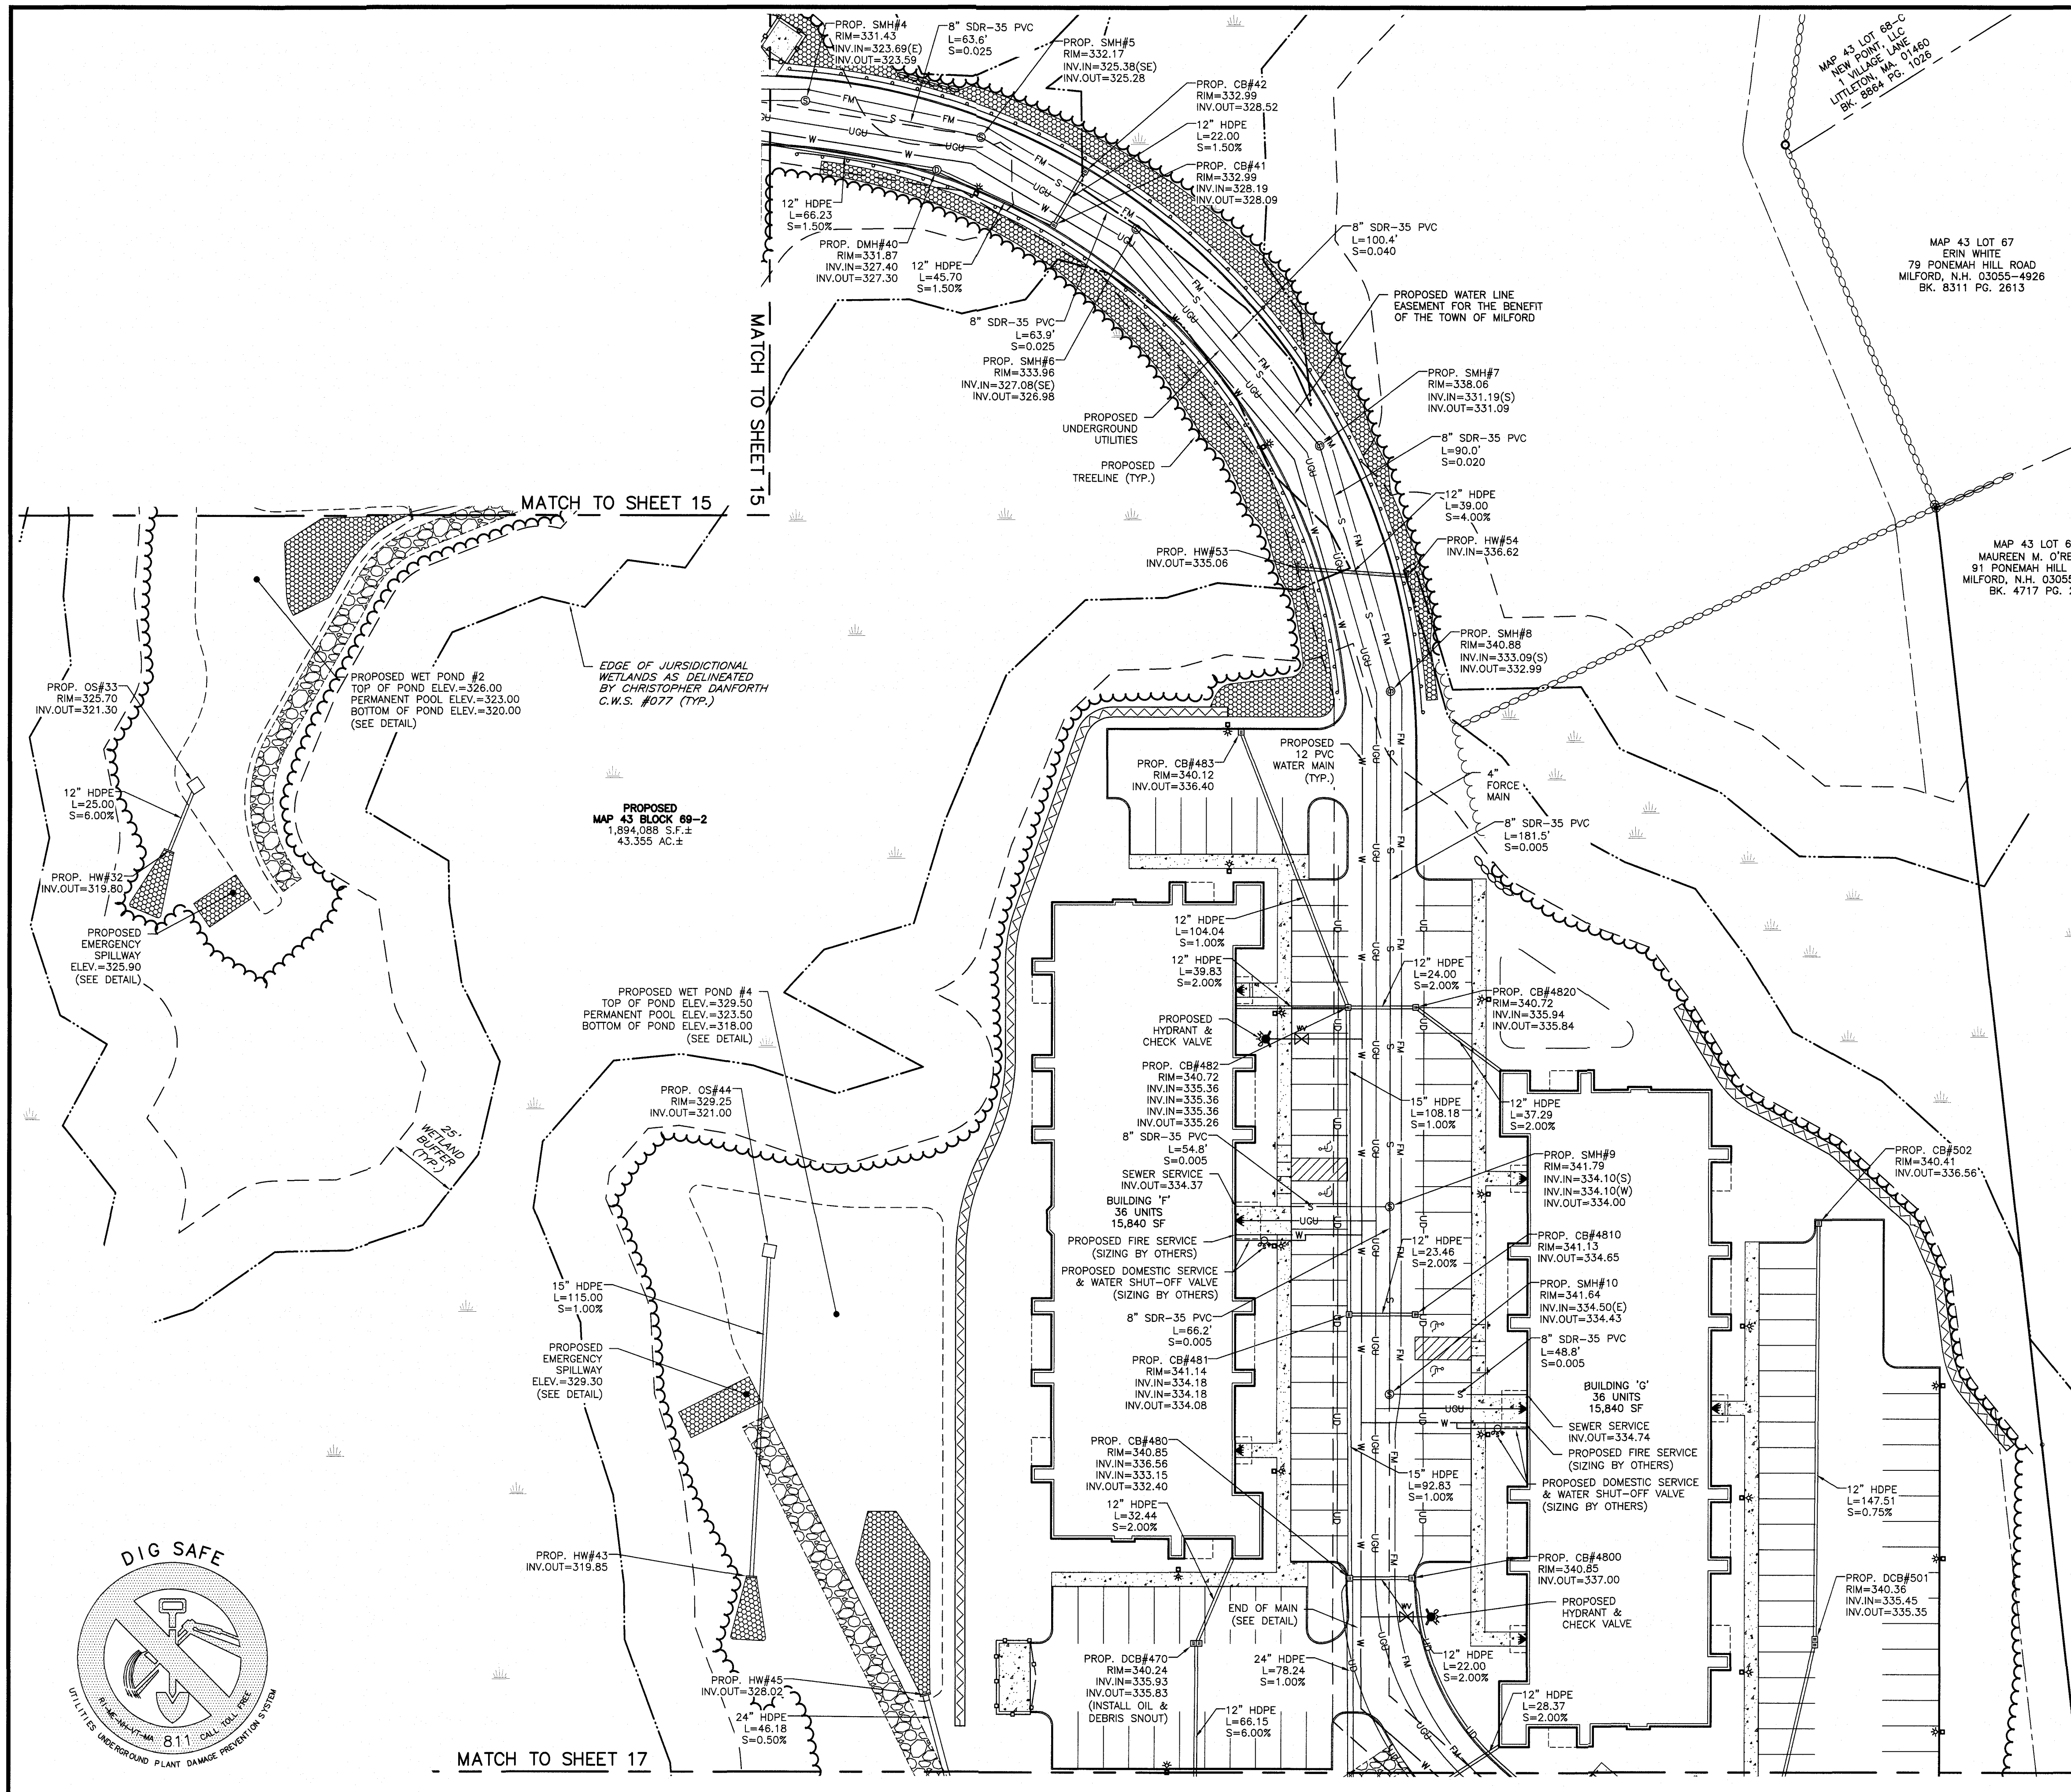 PROP. SMH#4
RIM=331.43
INV.IN=323.69(E)
INV.OUT=323.59
8" SDR-35 PVC
L=63.6'
S=0.025
PROP. SMH#5
RIM=332.17
INV.IN=325.38(SE)
INV.OUT=325.28
PROP. CB#42
RIM=332.99
INV.OUT=328.52
12" HDPE
L=22.00
S=1.50%
PROP. CB#41
RIM=332.99
INV.IN=328.19
INV.OUT=328.09
MAP 43 LOT 68-C
NEW POINT, LLC
1 VILLAGE LANE
LITTLETON, MA. 01460
BK. 8864 PG. 1026
12" HDPE
L=66.23
S=1.50%
PROP. DMH#40
RIM=331.87
INV.IN=327.40
INV.OUT=327.30
12" HDPE
L=45.70
S=1.50%
8" SDR-35 PVC
L=100.4'
S=0.040
MAP 43 LOT 67
ERIN WHITE
79 PONEMAH HILL ROAD
MILFORD, N.H. 03055-4926
BK. 8311 PG. 2613
PROPOSED WATER LINE
EASEMENT FOR THE BENEFIT
OF THE TOWN OF MILFORD
8" SDR-35 PVC
L=63.9'
S=0.025
PROP. SMH#6
RIM=333.96
INV.IN=327.08(SE)
INV.OUT=326.98
MATCH TO SHEET 15
PROP. SMH#7
RIM=338.06
INV.IN=331.19(S)
INV.OUT=331.09
PROPOSED
UNDERGROUND
UTILITIES
PROPOSED
TREELINE (TYP.)
8" SDR-35 PVC
L=90.0'
S=0.020
12" HDPE
L=39.00
S=4.00%
MATCH TO SHEET 15
PROP. HW#53
INV.OUT=335.06
PROP. HW#54
INV.IN=336.62
MAP 43 LOT 6
MAUREEN M. O'RE
91 PONEMAH HILL
MILFORD, N.H. 03055
BK. 4717 PG.
PROP. SMH#8
RIM=340.88
INV.IN=333.09(S)
INV.OUT=332.99
EDGE OF JURSIDICTIONAL
WETLANDS AS DELINEATED
BY CHRISTOPHER DANFORTH
C.W.S. #077 (TYP.)
PROPOSED WET POND #2
TOP OF POND ELEV.=326.00
PERMANENT POOL ELEV.=323.00
BOTTOM OF POND ELEV.=320.00
(SEE DETAIL)
PROP. OS#33
RIM=325.70
INV.OUT=321.30
12" HDPE
L=25.00
S=6.00%
PROP. HW#32
INV.OUT=319.80
PROPOSED
EMERGENCY
SPILLWAY
ELEV.=325.90
(SEE DETAIL)
PROPOSED
MAP 43 BLOCK 69-2
1,894,088 S.F.±
43.355 AC.±
PROP. CB#483
RIM=340.12
INV.OUT=336.40
PROPOSED
12 PVC
WATER MAIN
(TYP.)
4"
FORCE
MAIN
8" SDR-35 PVC
L=181.5'
S=0.005
12" HDPE
L=104.04
S=1.00%
12" HDPE
L=39.83
S=2.00%
12" HDPE
L=24.00
S=2.00%
PROP. CB#4820
RIM=340.72
INV.IN=335.94
INV.OUT=335.84
PROPOSED WET POND #4
TOP OF POND ELEV.=329.50
PERMANENT POOL ELEV.=323.50
BOTTOM OF POND ELEV.=318.00
(SEE DETAIL)
PROPOSED
HYDRANT &
CHECK VALVE
WV
PROP. CB#482
RIM=340.72
INV.IN=335.36
INV.IN=335.36
INV.IN=335.36
INV.OUT=335.26
15" HDPE
L=108.18
S=1.00%
12" HDPE
L=37.29
S=2.00%
PROP. OS#44
RIM=329.25
INV.OUT=321.00
25'
WETLAND
BUFFER
(TYP.)
8" SDR-35 PVC
L=54.8'
S=0.005
SEWER SERVICE
INV.OUT=334.37
BUILDING 'F'
36 UNITS
15,840 SF
PROP. SMH#9
RIM=341.79
INV.IN=334.10(S)
INV.IN=334.10(W)
INV.OUT=334.00
PROP. CB#502
RIM=340.41
INV.OUT=336.56'
PROPOSED FIRE SERVICE
(SIZING BY OTHERS)
PROPOSED DOMESTIC SERVICE
& WATER SHUT-OFF VALVE
(SIZING BY OTHERS)
12" HDPE
L=23.46
S=2.00%
PROP. CB#4810
RIM=341.13
INV.OUT=334.65
PROP. SMH#10
RIM=341.64
INV.IN=334.50(E)
INV.OUT=334.43
8" SDR-35 PVC
L=48.8'
S=0.005
15" HDPE
L=115.00
S=1.00%
8" SDR-35 PVC
L=66.2'
S=0.005
PROP. CB#481
RIM=341.14
INV.IN=334.18
INV.IN=334.18
INV.OUT=334.08
PROPOSED
EMERGENCY
SPILLWAY
ELEV.=329.30
(SEE DETAIL)
BUILDING 'G'
36 UNITS
15,840 SF
SEWER SERVICE
INV.OUT=334.74
PROPOSED FIRE SERVICE
(SIZING BY OTHERS)
PROPOSED DOMESTIC SERVICE
& WATER SHUT-OFF VALVE
(SIZING BY OTHERS)
PROP. CB#480
RIM=340.85
INV.IN=336.56
INV.IN=333.15
INV.OUT=332.40
15" HDPE
L=92.83
S=1.00%
12" HDPE
L=147.51
S=0.75%
12" HDPE
L=32.44
S=2.00%
PROP. HW#43
INV.OUT=319.85
PROP. CB#4800
RIM=340.85
INV.OUT=337.00
PROP. DCB#501
RIM=340.36
INV.IN=335.45
INV.OUT=335.35
END OF MAIN
(SEE DETAIL)
WV
PROPOSED
HYDRANT &
CHECK VALVE
PROP. DCB#470
RIM=340.24
INV.IN=335.93
INV.OUT=335.83
(INSTALL OIL &
DEBRIS SNOUT)
24" HDPE
L=78.24
S=1.00%
12" HDPE
L=22.00
S=2.00%
12" HDPE
L=28.37
S=2.00%
12" HDPE
L=66.15
S=6.00%
PROP. HW#45
INV.OUT=328.02
24" HDPE
L=46.18
S=0.50%
MATCH TO SHEET 17
DIG SAFE
RI-ME-NH-VT-MA 811 CALL TOLL FREE
UTILITIES UNDERGROUND PLANT DAMAGE PREVENTION SYSTEM